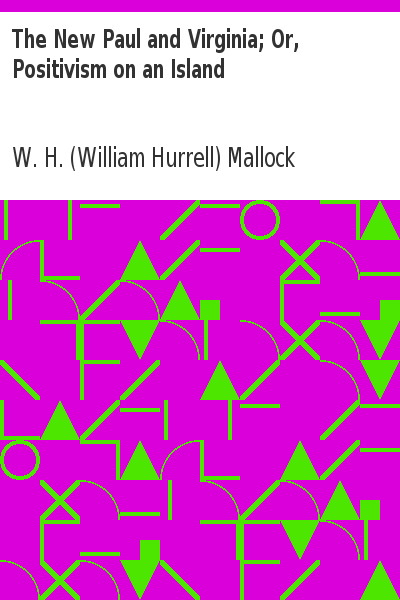 The New Paul and Virginia; Or,
Positivism on an Island
W. H. (William Hurrell) Mallock